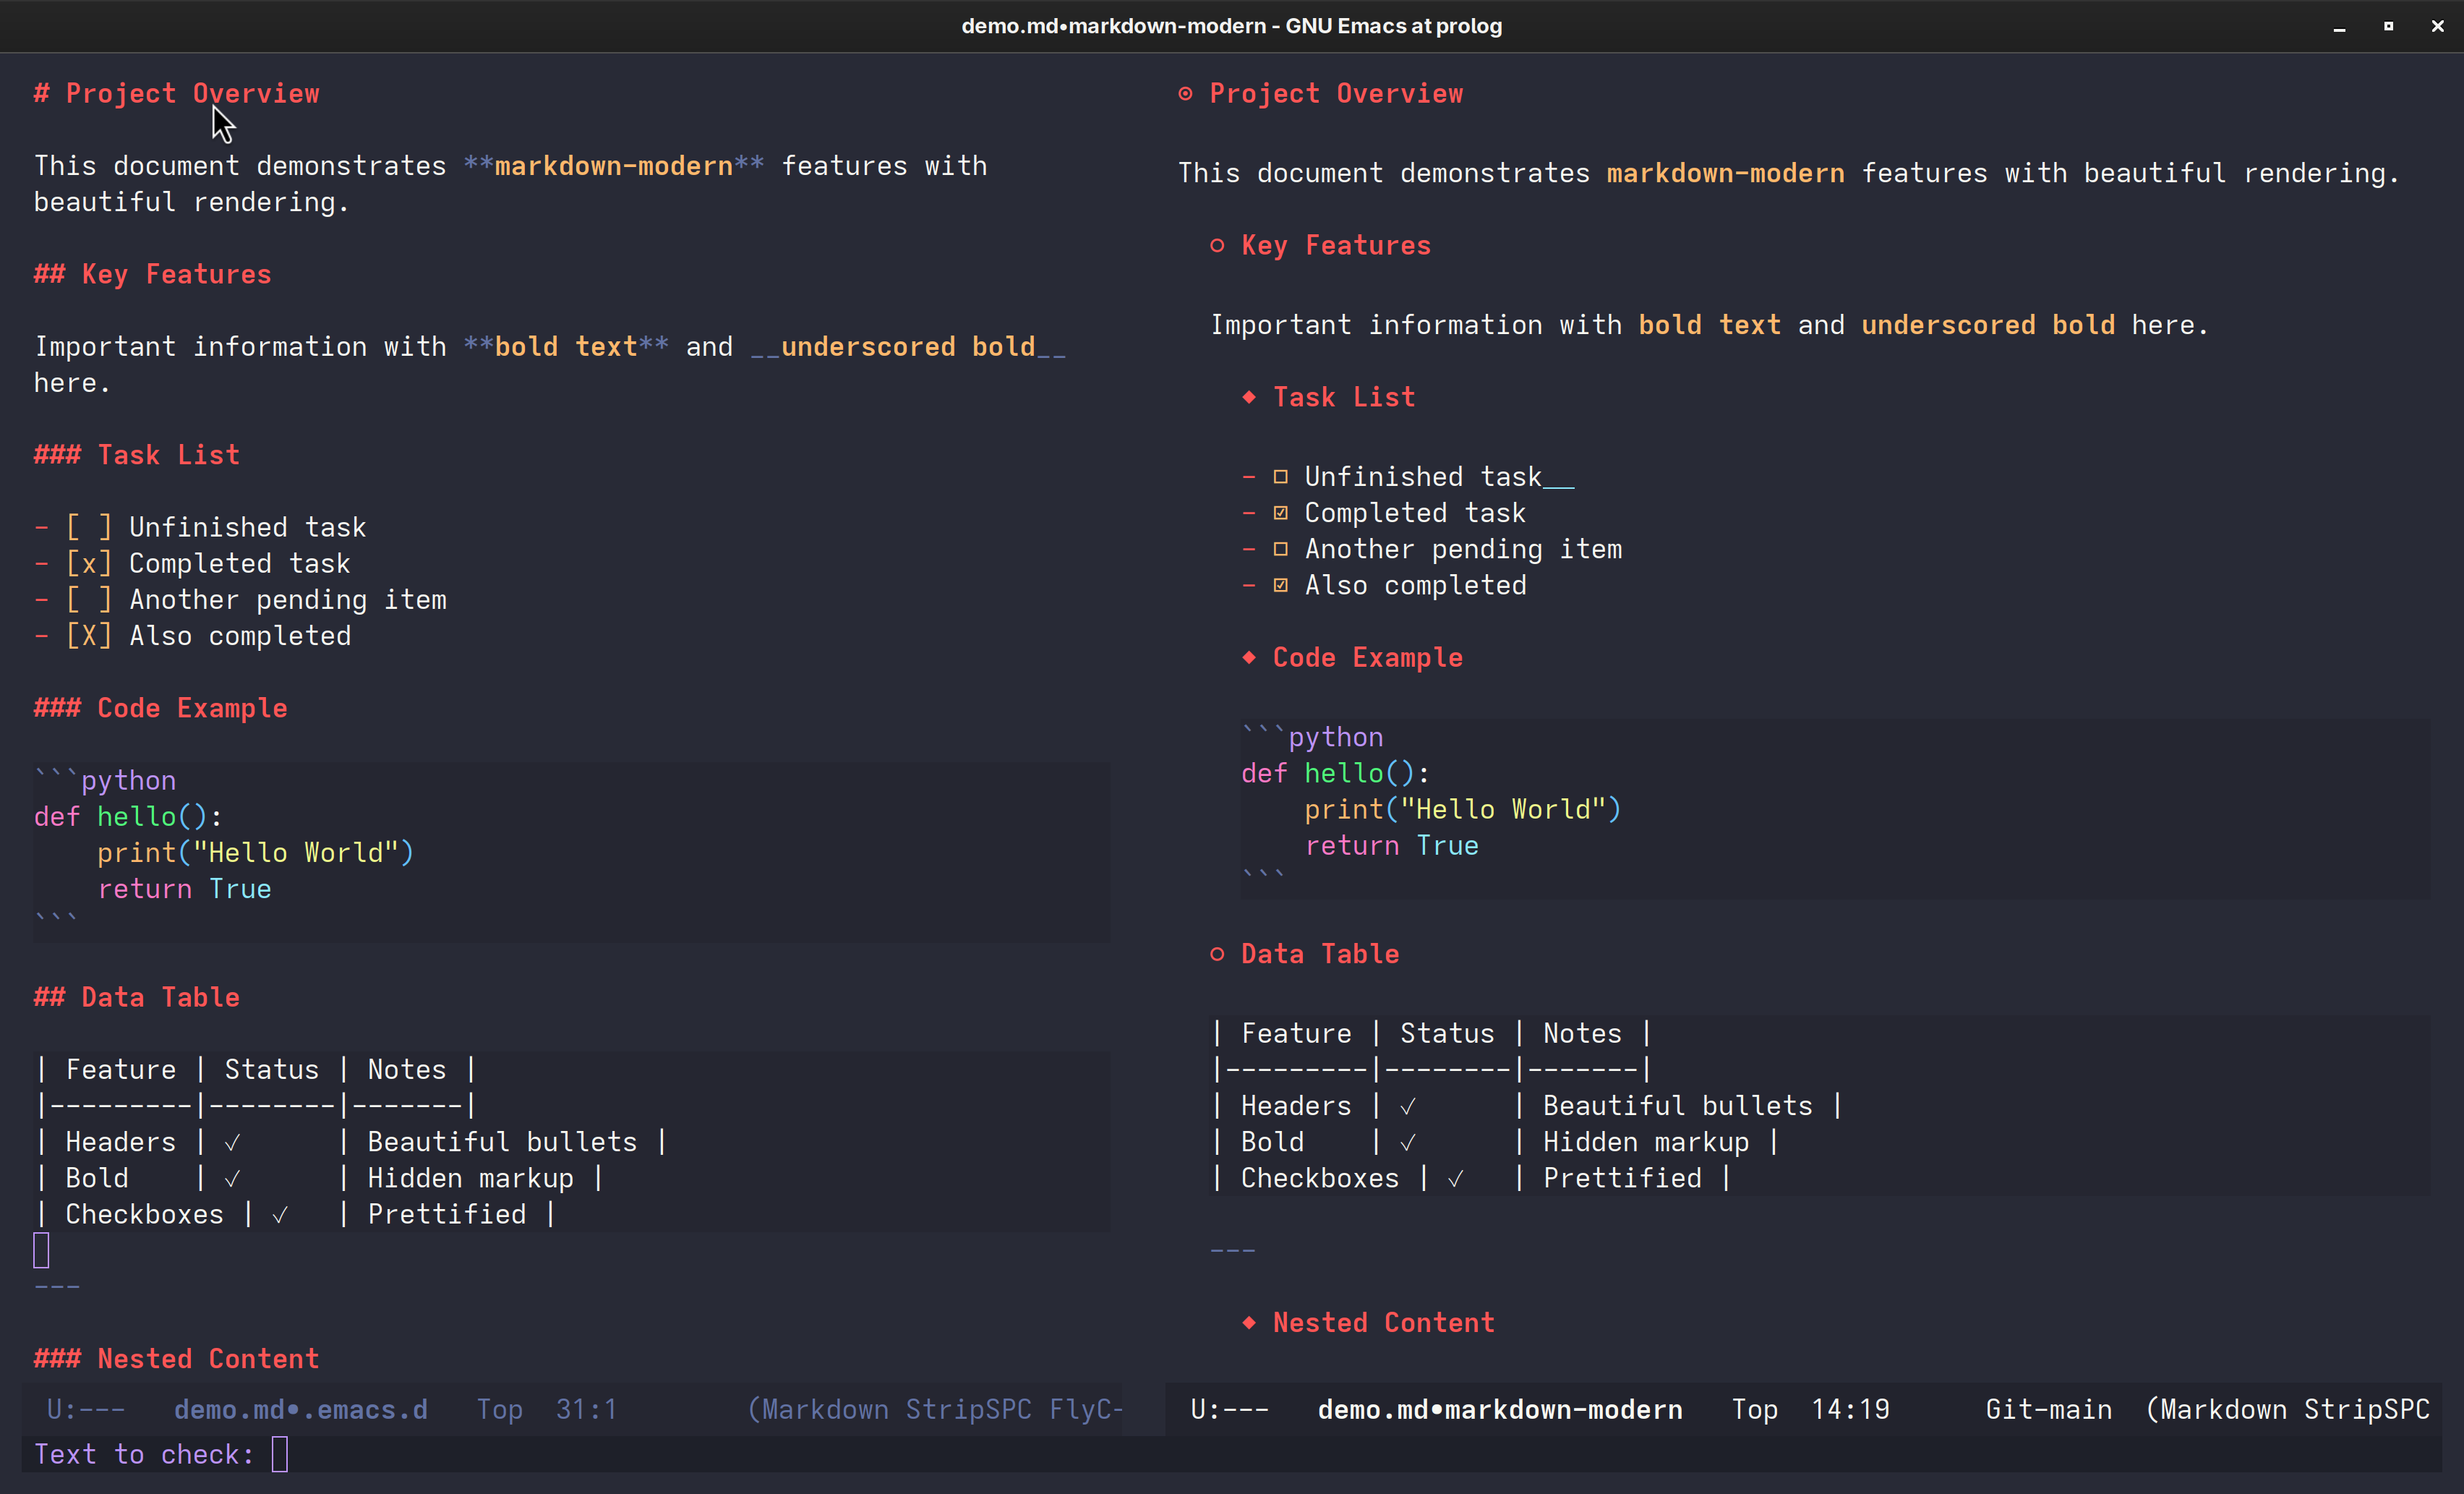 demo.md•markdown-modern - GNU Emacs at prolog
# Project Overview
This document demonstrates **markdown-modern** features with
beautiful rendering.
## Key Features
Important information with **bold text** and __underscored bold__
here.
### Task List
- [ ] Unfinished task
- [x] Completed task
- [ ] Another pending item
- [X] Also completed
### Code Example
```python
def hello():
    print("Hello World")
    return True
```
## Data Table
| Feature | Status | Notes |
|---------|--------|-------|
| Headers | ✓      | Beautiful bullets |
| Bold    | ✓      | Hidden markup |
| Checkboxes | ✓   | Prettified |
---
### Nested Content
U:---   demo.md•.emacs.d   Top  31:1        (Markdown StripSPC FlyC-
◉ Project Overview
This document demonstrates markdown-modern features with beautiful rendering.
○ Key Features
Important information with bold text and underscored bold here.
◆ Task List
- ☐ Unfinished task__
- ☑ Completed task
- ☐ Another pending item
- ☑ Also completed
◆ Code Example
```python
def hello():
    print("Hello World")
    return True
```
○ Data Table
| Feature | Status | Notes |
|---------|--------|-------|
| Headers | ✓      | Beautiful bullets |
| Bold    | ✓      | Hidden markup |
| Checkboxes | ✓   | Prettified |
---
◆ Nested Content
U:---   demo.md•markdown-modern   Top  14:19      Git-main  (Markdown StripSPC
Text to check: